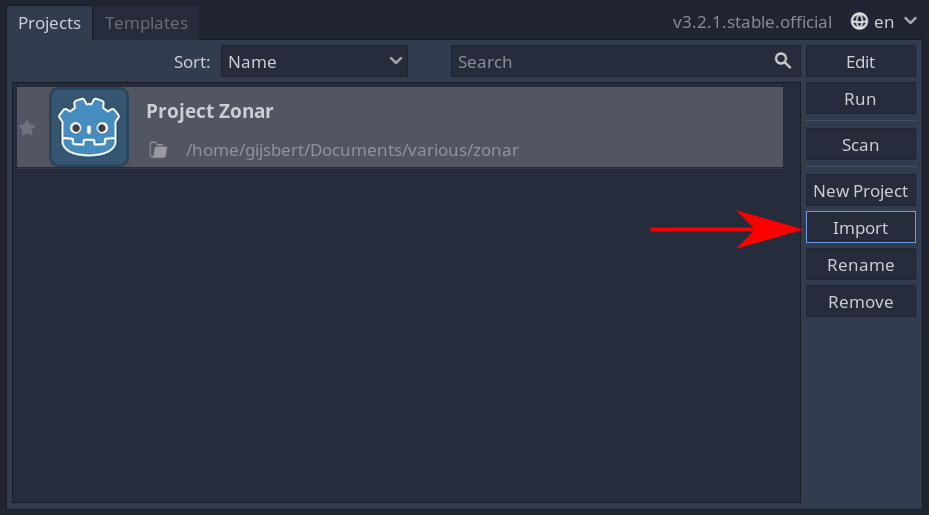 Projects Templates v3.2.1.stable.official en
Sort: Name Search Edit
Run
Project Zonar
/home/gijsbert/Documents/various/zonar
Scan
New Project
Import
Rename
Remove